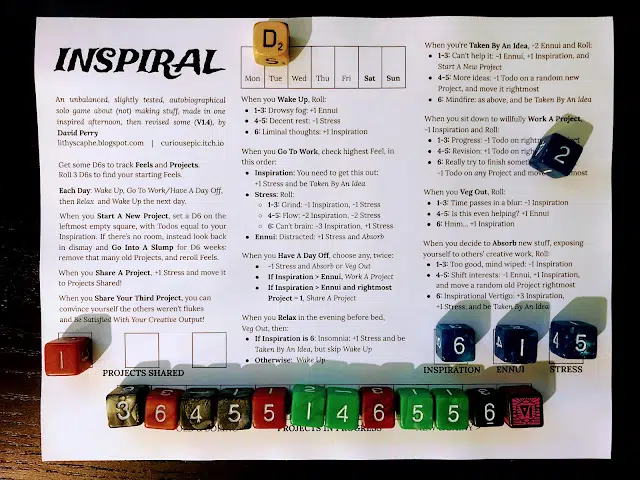 INSPIRAL
An unbalanced, slightly tested, autobiographical
solo game about (not) making stuff, made in one
inspired afternoon, then revised some (V1.4), by
David Perry
lithyscaphe.blogspot.com | curiousepic.itch.io
Get some D6s to track Feels and Projects.
Roll 3 D6s to find your starting Feels.
Each Day: Wake Up, Go To Work/Have A Day Off,
then Relax and Wake Up the next day.
When you Start A New Project, set a D6 on the
leftmost empty square, with Todos equal to your
Inspiration. If there's no room, instead look back
in dismay and Go Into A Slump for D6 weeks:
remove that many old Projects, and reroll Feels.
When you Share A Project, +1 Stress and move it
to Projects Shared!
When you Share Your Third Project, you can
convince yourself the others weren't flukes
and Be Satisfied With Your Creative Output!
1
PROJECTS SHARED
D2
Mon Tue Wed Thu Fri Sat Sun
When you Wake Up, Roll:
• 1-3: Drowsy fog: +1 Ennui
• 4-5: Decent rest: -1 Stress
• 6: Liminal thoughts: +1 Inspiration
When you Go To Work, check highest Feel, in
this order:
• Inspiration: You need to get this out:
+1 Stress and be Taken By An Idea
• Stress: Roll:
◦ 1-3: Grind: -1 Inspiration, -1 Stress
◦ 4-5: Flow: -2 Inspiration, -2 Stress
◦ 6: Can't brain: -3 Inspiration, +1 Stress
• Ennui: Distracted: +1 Stress and Absorb
When you Have A Day Off, choose any, twice:
• -1 Stress and Absorb or Veg Out
• If Inspiration > Ennui, Work A Project
• If Inspiration > Ennui and rightmost
Project = 1, Share A Project
When you Relax in the evening before bed,
Veg Out, then:
• If Inspiration is 6: Insomnia: +1 Stress and be
Taken By An Idea, but skip Wake Up
• Otherwise: Wake Up
When you're Taken By An Idea, -2 Ennui and Roll:
• 1-3: Can't help it: -1 Ennui, +1 Inspiration, and
Start A New Project
• 4-5: More ideas: -1 Todo on a random new
Project, and move it rightmost
• 6: Mindfire: as above, and be Taken By An Idea
When you sit down to willfully Work A Project,
-1 Inspiration and Roll:
• 1-3: Progress: -1 Todo on
• 4-5: Revision: +1 Todo on
• 6: Really try to finish
-1 Todo on any Project and move
2
When you Veg Out, Roll:
• 1-3: Time passes in a blur: -1 Inspiration
• 4-5: Is this even helping? +1 Ennui
• 6: Hmm... +1 Inspiration
When you decide to Absorb new stuff, exposing
yourself to others' creative work, Roll:
• 1-3: Too good, mind wiped: -1 Inspiration
• 4-5: Shift interests: -1 Ennui, +1 Inspiration,
and move a random old Project rightmost
• 6: Inspirational Vertigo: +3 Inspiration,
+1 Stress, and be Taken By An Idea
6 4 1 4 5
INSPIRATION ENNUI STRESS
3 6 4 5 5 1 4 6 5 5 6
PROJECTS IN PROGRESS